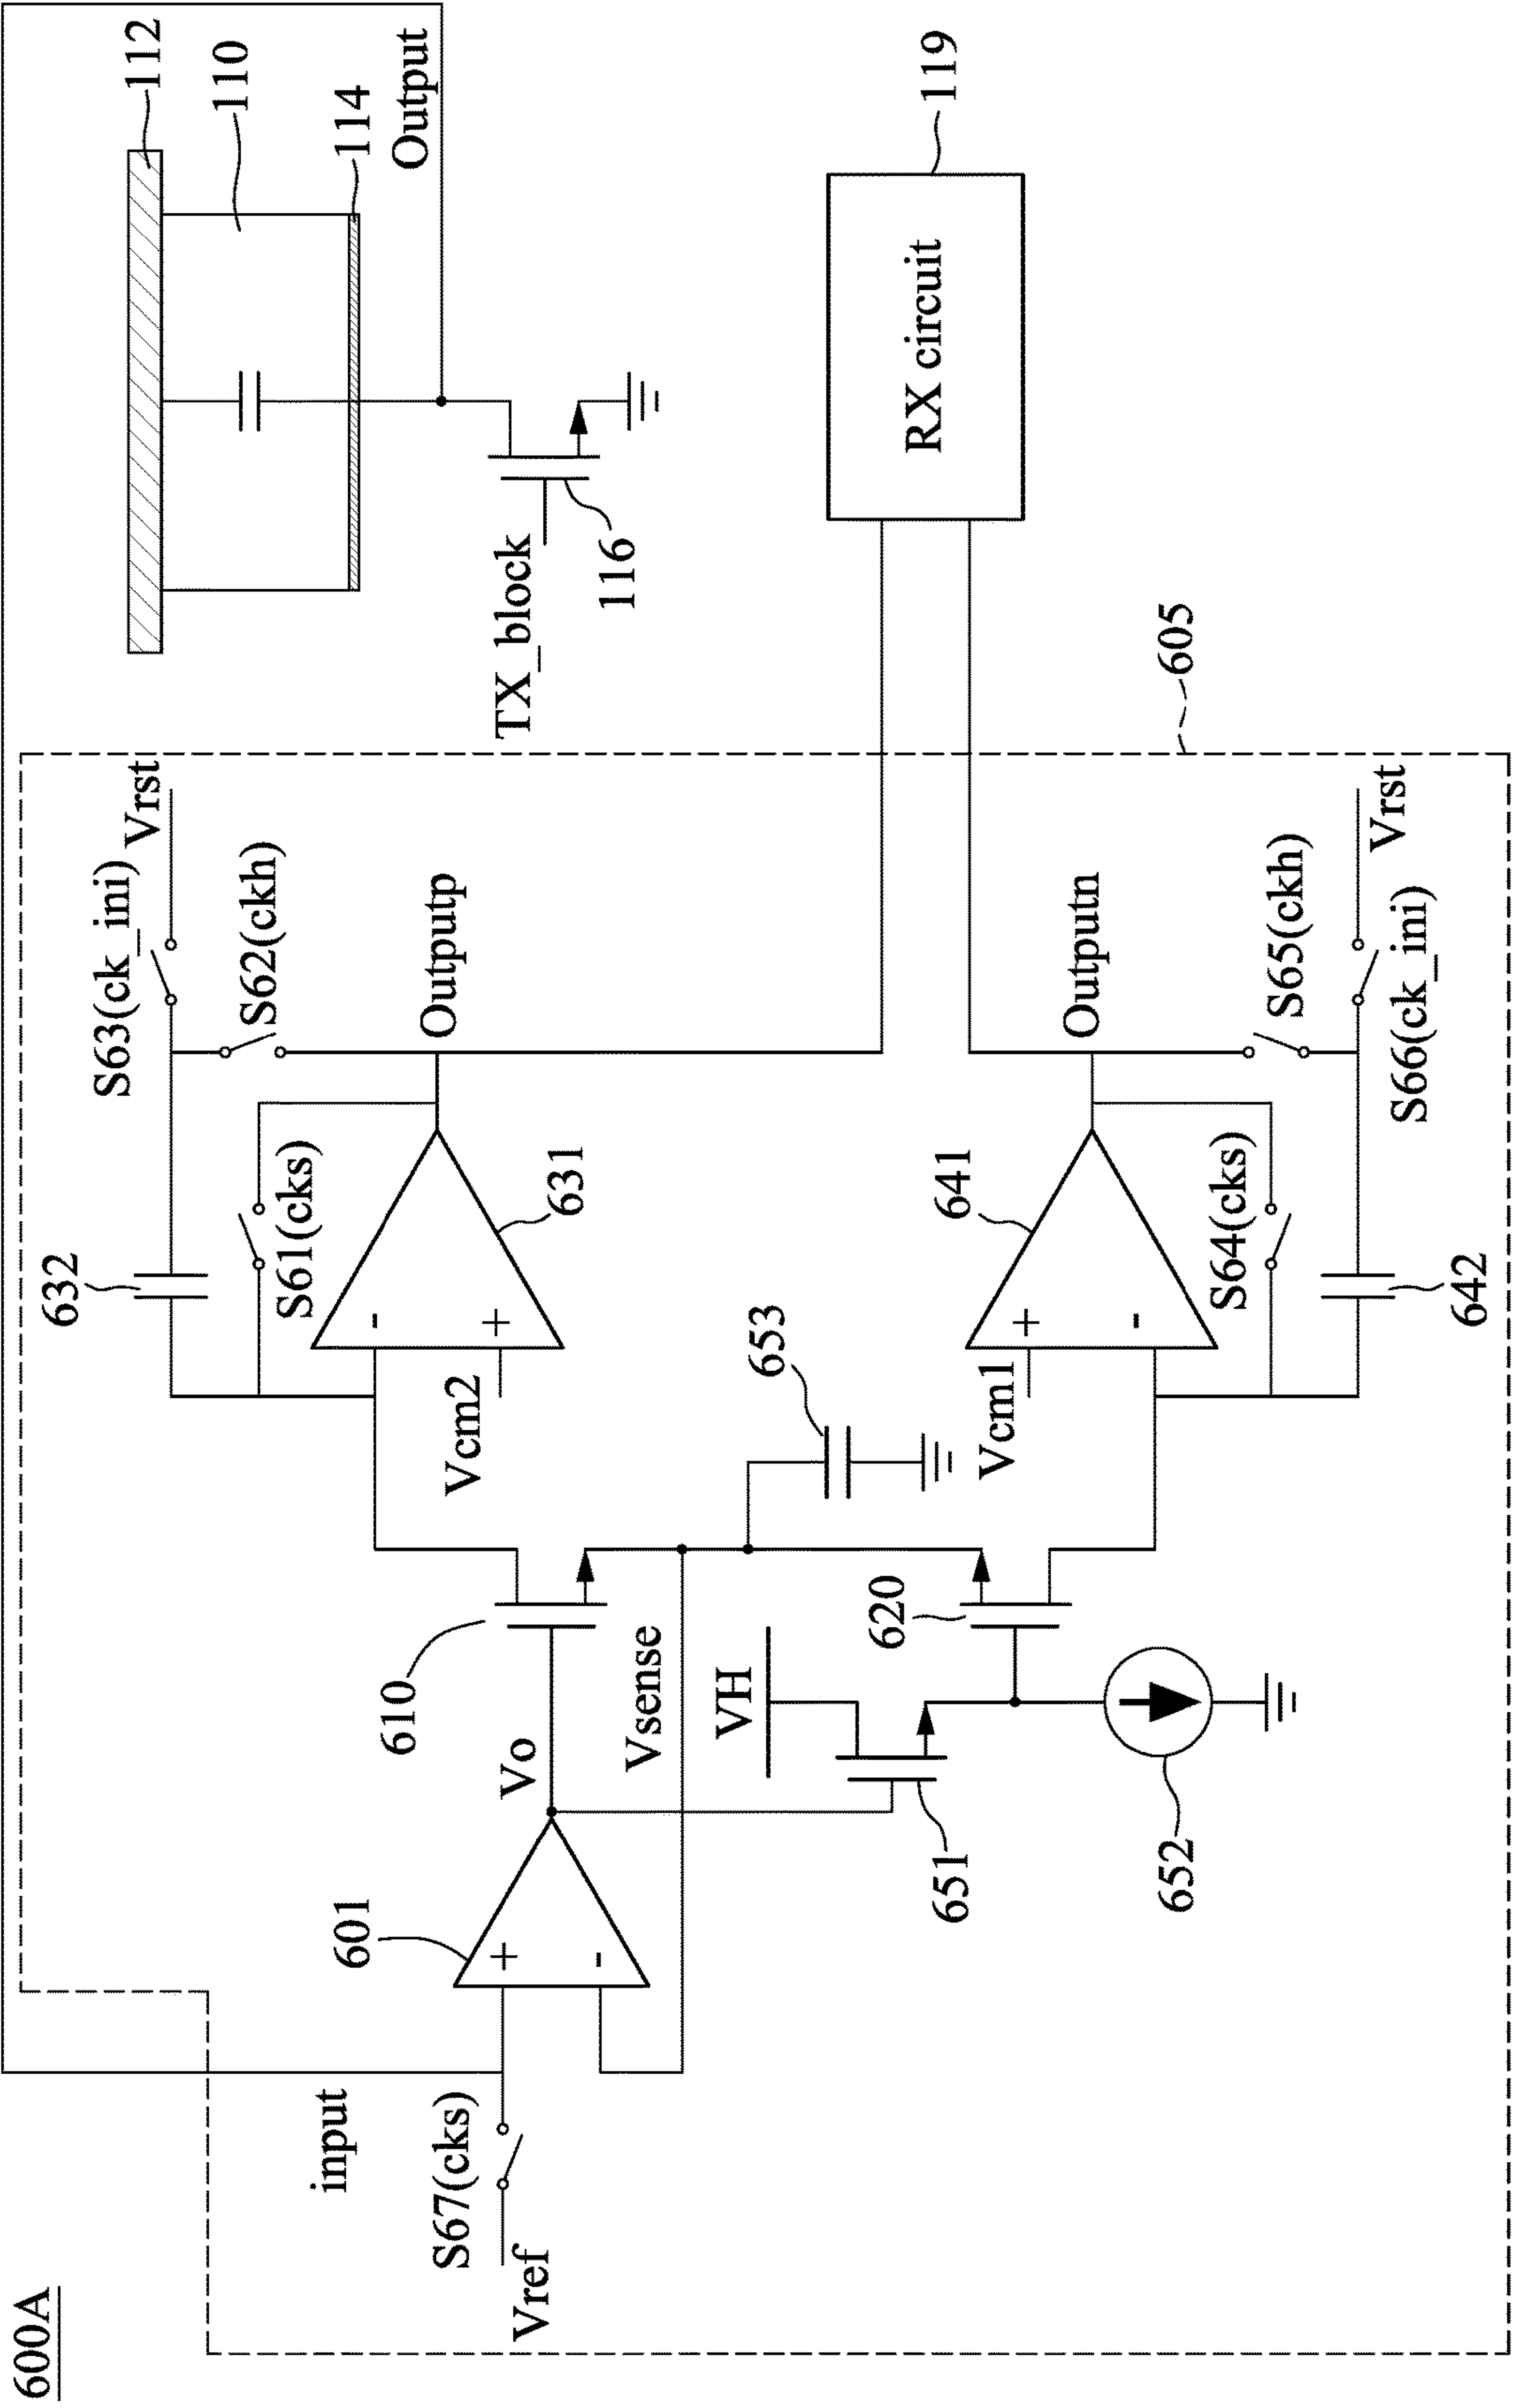 600A
input
S67(cks)
Vref
601
+
-
Vo
Vsense
610
VH
651
652
620
653
632
S61(cks)
-
+
Vcm2
631
S63(ck_ini)
Vrst
S62(ckh)
Outputp
641
Vcm1
+
-
S64(cks)
642
Outputn
S65(ckh)
S66(ck_ini)
Vrst
605
TX_block
116
112
110
114
Output
RX circuit
119